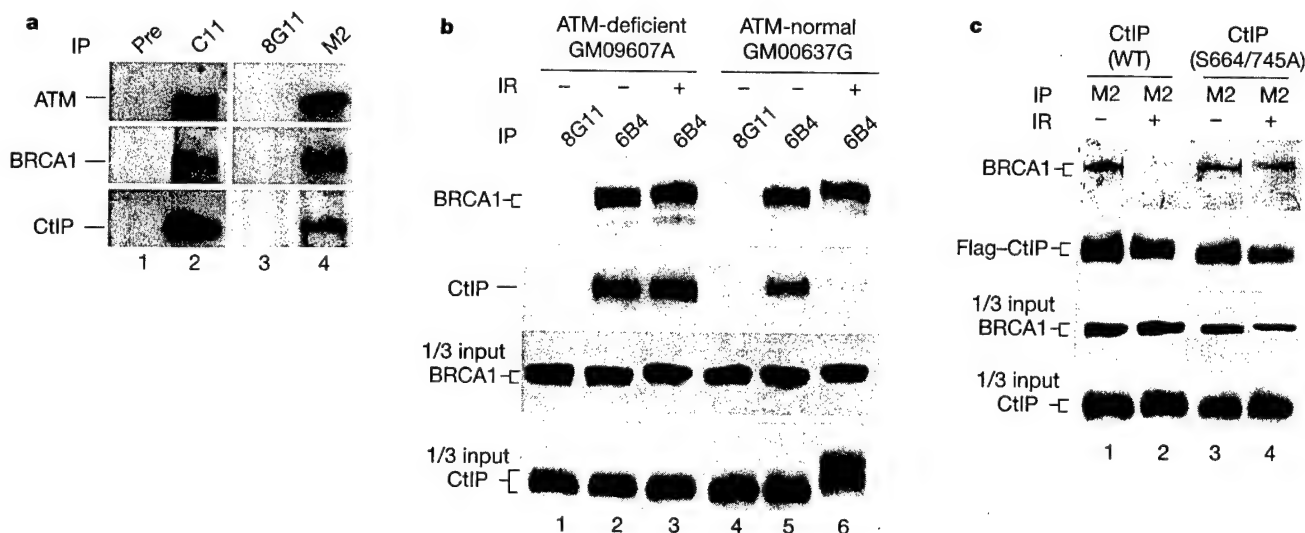 a
IP Pre C11 8G11 M2
ATM
BRCA1
CtIP
1 2 3 4
b
ATM-deficient ATM-normal
GM09607A GM00637G
IR – – + – – +
IP 8G11 6B4 6B4 8G11 6B4 6B4
BRCA1
CtIP
1/3 input
BRCA1
1/3 input
CtIP
1 2 3 4 5 6
c
CtIP CtIP
(WT) (S664/745A)
IP M2 M2 M2 M2
IR – + – +
BRCA1
Flag–CtIP
1/3 input
BRCA1
1/3 input
CtIP
1 2 3 4